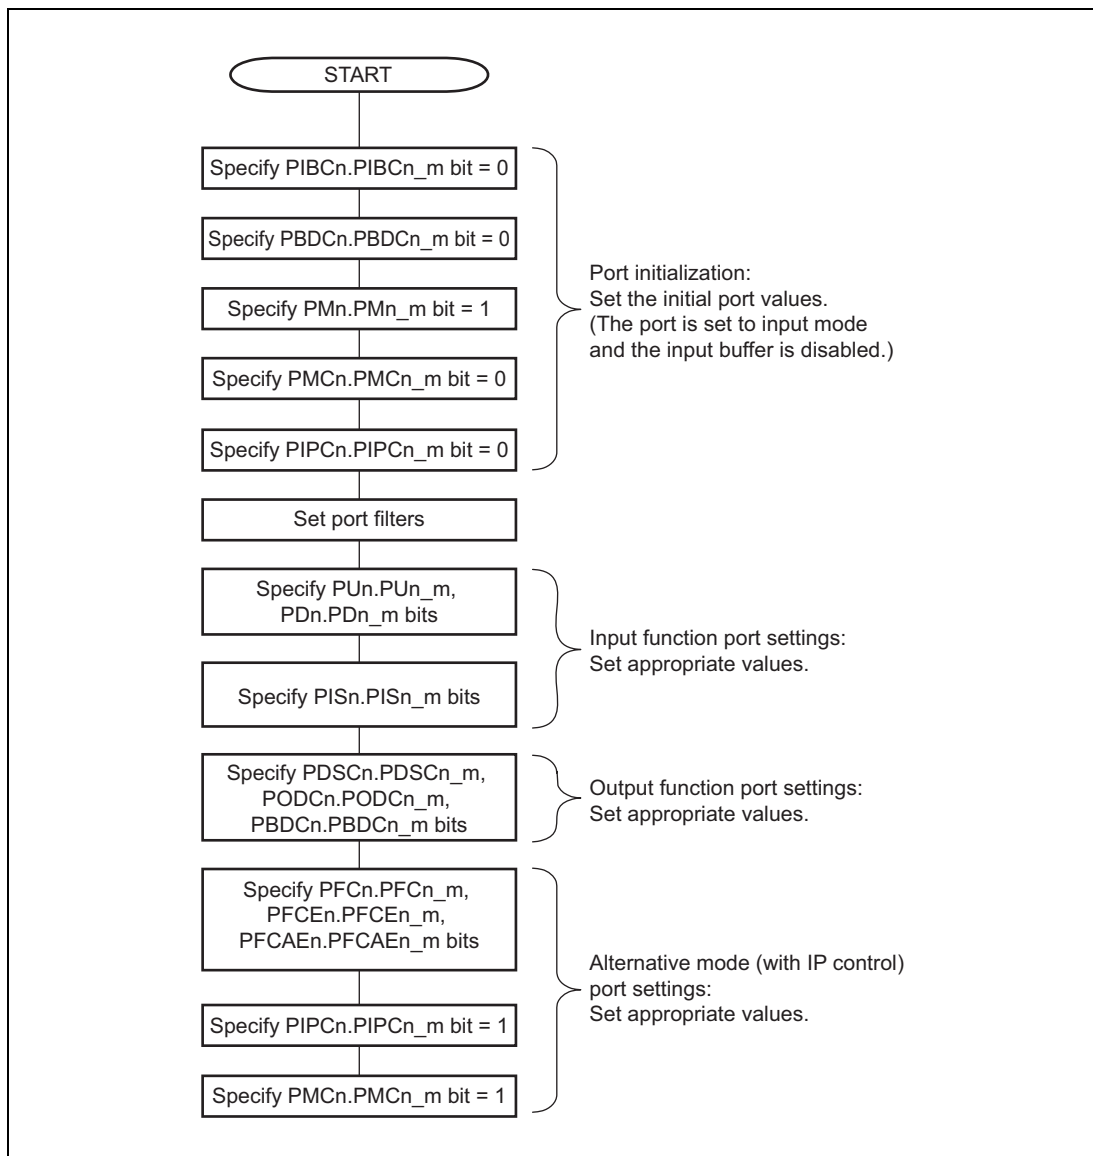 START
Specify PIBCn.PIBCn_m bit = 0
Specify PBDCn.PBDCn_m bit = 0
Specify PMn.PMn_m bit = 1
Specify PMCn.PMCn_m bit = 0
Specify PIPCn.PIPCn_m bit = 0
Port initialization:
Set the initial port values.
(The port is set to input mode
and the input buffer is disabled.)
Set port filters
Specify PUn.PUn_m,
PDn.PDn_m bits
Specify PISn.PISn_m bits
Input function port settings:
Set appropriate values.
Specify PDSCn.PDSCn_m,
PODCn.PODCn_m,
PBDCn.PBDCn_m bits
Output function port settings:
Set appropriate values.
Specify PFCn.PFCn_m,
PFCEn.PFCEn_m,
PFCAEn.PFCAEn_m bits
Specify PIPCn.PIPCn_m bit = 1
Specify PMCn.PMCn_m bit = 1
Alternative mode (with IP control)
port settings:
Set appropriate values.